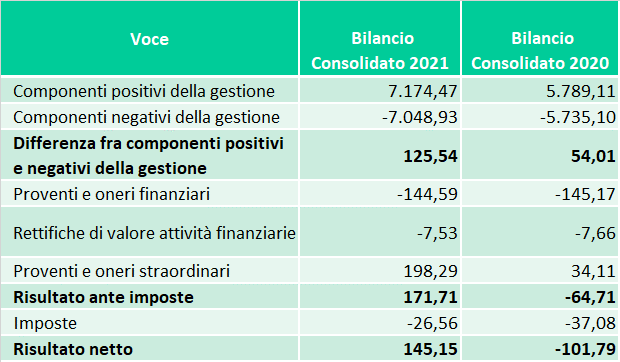 Voce Bilancio Consolidato 2021 Bilancio Consolidato 2020
Componenti positivi della gestione 7.174,47 5.789,11
Componenti negativi della gestione -7.048,93 -5.735,10
Differenza fra componenti positivi
e negativi della gestione 125,54 54,01
Proventi e oneri finanziari -144,59 -145,17
Rettifiche di valore attività finanziarie -7,53 -7,66
Proventi e oneri straordinari 198,29 34,11
Risultato ante imposte 171,71 -64,71
Imposte -26,56 -37,08
Risultato netto 145,15 -101,79